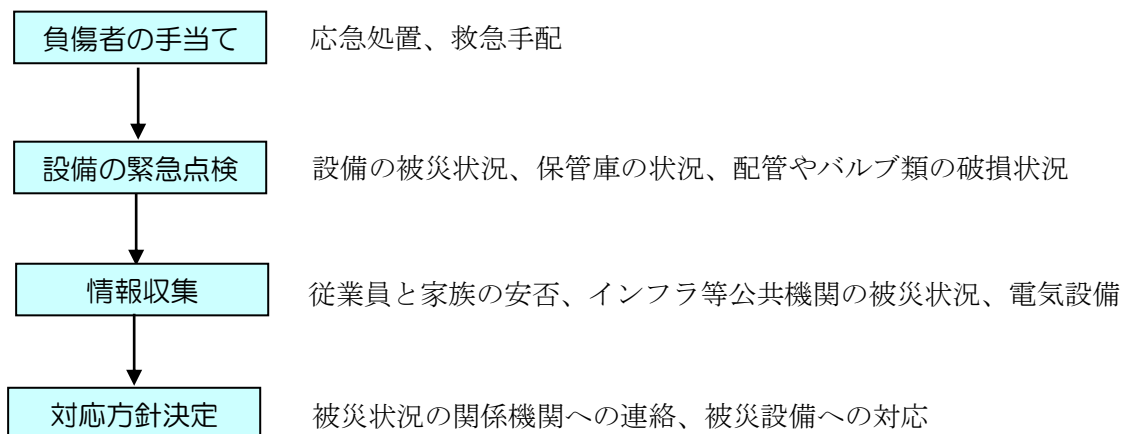 負傷者の手当て 応急処置、救急手配
設備の緊急点検 設備の被災状況、保管庫の状況、配管やバルブ類の破損状況
情報収集 従業員と家族の安否、インフラ等公共機関の被災状況、電気設備
対応方針決定 被災状況の関係機関への連絡、被災設備への対応